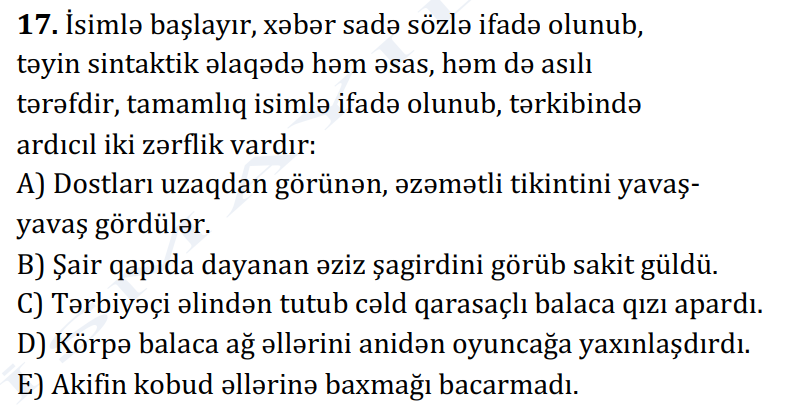 17. İsimlə başlayır, xəbər sadə sözlə ifadə olunub,
təyin sintaktik əlaqədə həm əsas, həm də asılı
tərəfdir, tamamlıq isimlə ifadə olunub, tərkibində
ardıcıl iki zərflik vardır:
A) Dostları uzaqdan görünən, əzəmətli tikintini yavaş-
yavaş gördülər.
B) Şair qapıda dayanan əziz şagirdini görüb sakit güldü.
C) Tərbiyəçi əlindən tutub cəld qarasaçlı balaca qızı apardı.
D) Körpə balaca ağ əllərini anidən oyuncağa yaxınlaşdırdı.
E) Akifin kobud əllərinə baxmağı bacarmadı.